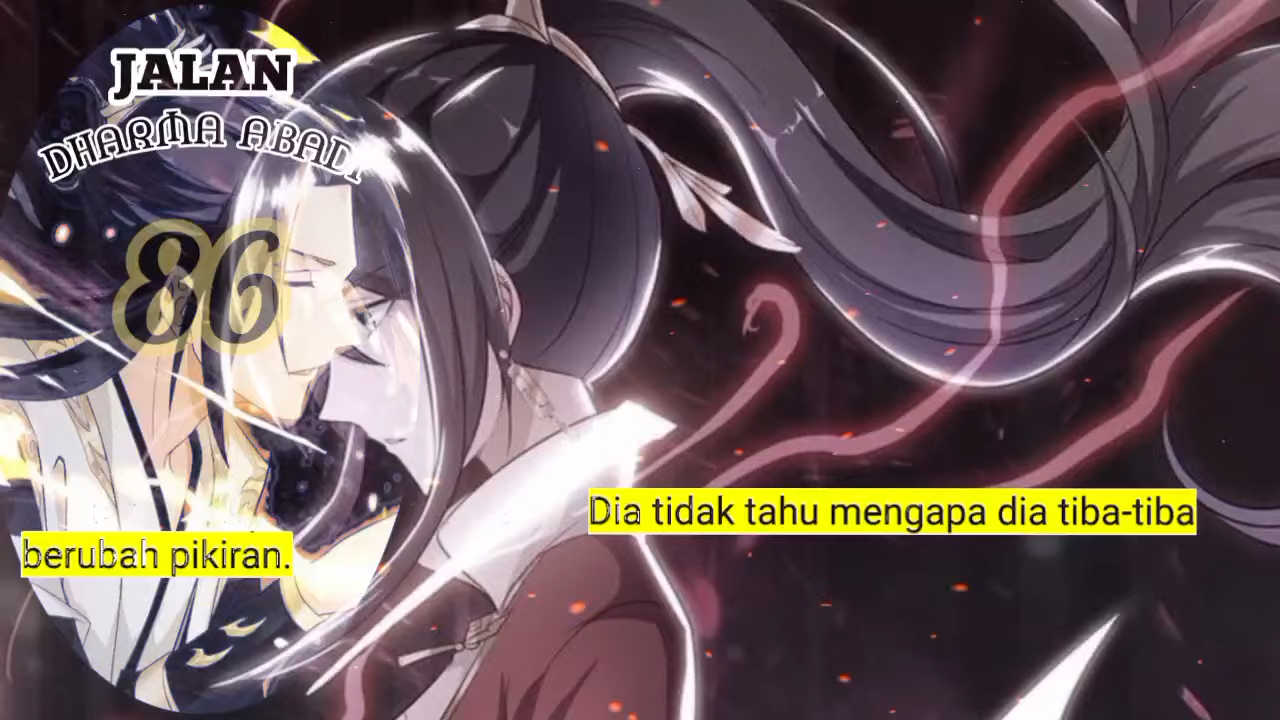 JALAN
DHARMA ABADI
86
Dia tidak tahu mengapa dia tiba-tiba
berubah pikiran.